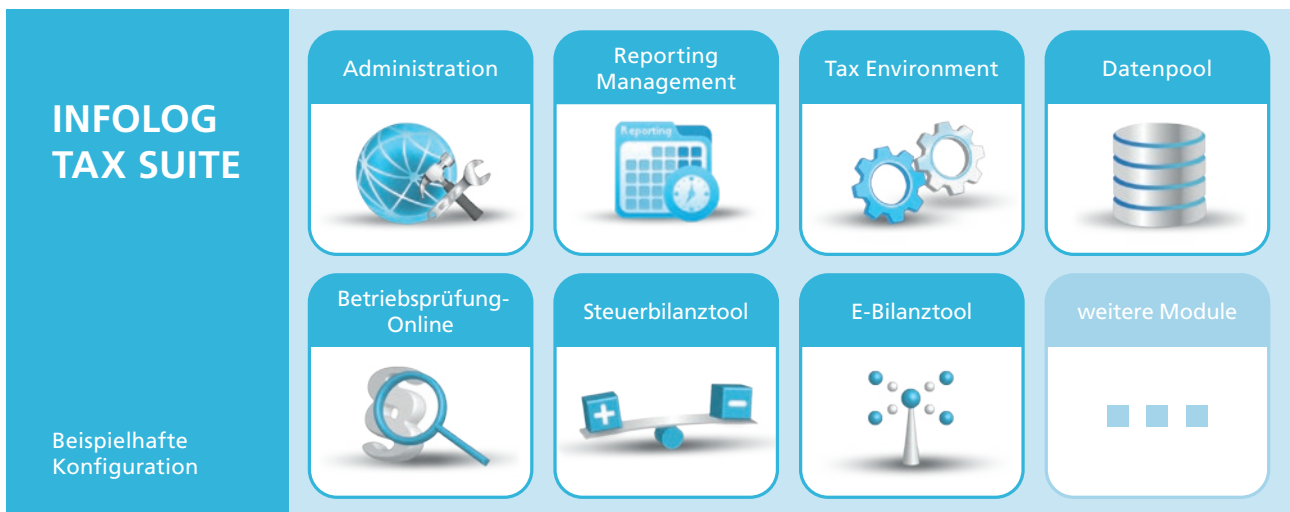 INFOLOG
TAX SUITE
Beispielhafte
Konfiguration
Administration
Reporting
Management
Reporting
Tax Environment
Datenpool
Betriebsprüfung-
Online
Steuerbilanztool
E-Bilanztool
weitere Module